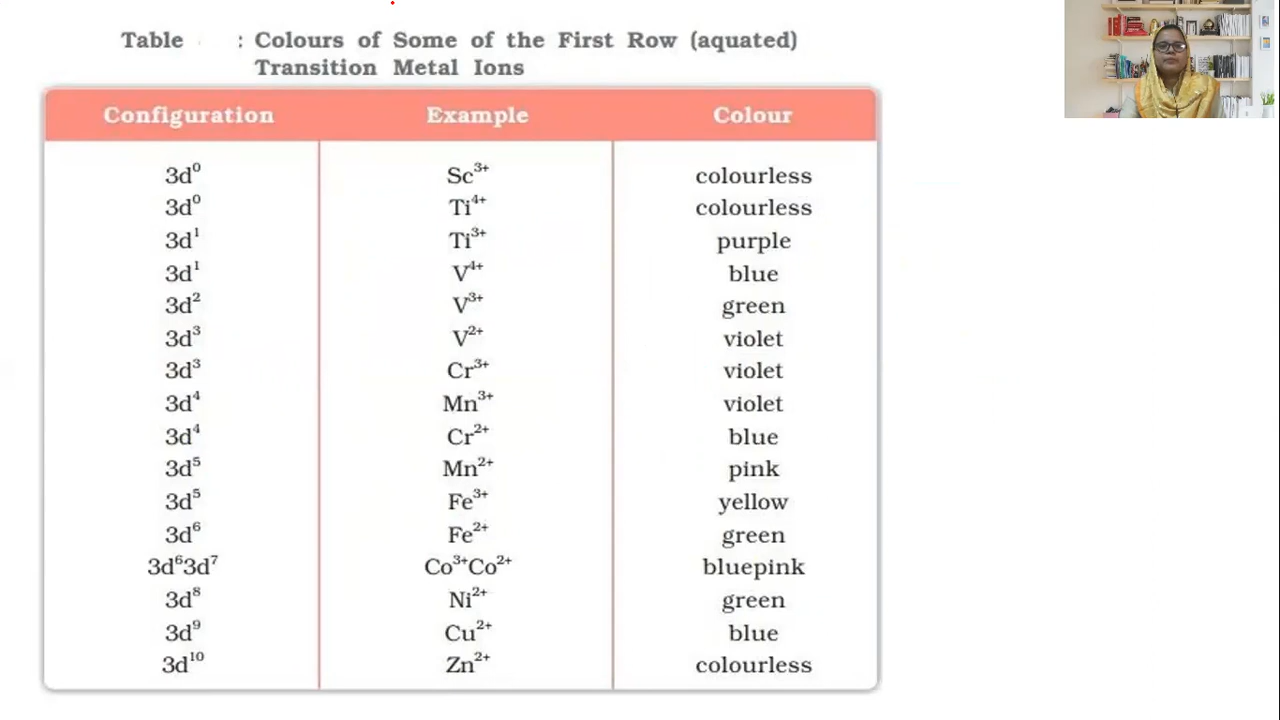 Table : Colours of Some of the First Row (aquated)
Transition Metal Ions
Configuration Example Colour
3d⁰ Sc³⁺ colourless
3d⁰ Ti⁴⁺ colourless
3d¹ Ti³⁺ purple
3d¹ V⁴⁺ blue
3d² V³⁺ green
3d³ V²⁺ violet
3d³ Cr³⁺ violet
3d⁴ Mn³⁺ violet
3d⁴ Cr²⁺ blue
3d⁵ Mn²⁺ pink
3d⁵ Fe³⁺ yellow
3d⁶ Fe²⁺ green
3d⁶3d⁷ Co³⁺Co²⁺ bluepink
3d⁸ Ni²⁺ green
3d⁹ Cu²⁺ blue
3d¹⁰ Zn²⁺ colourless